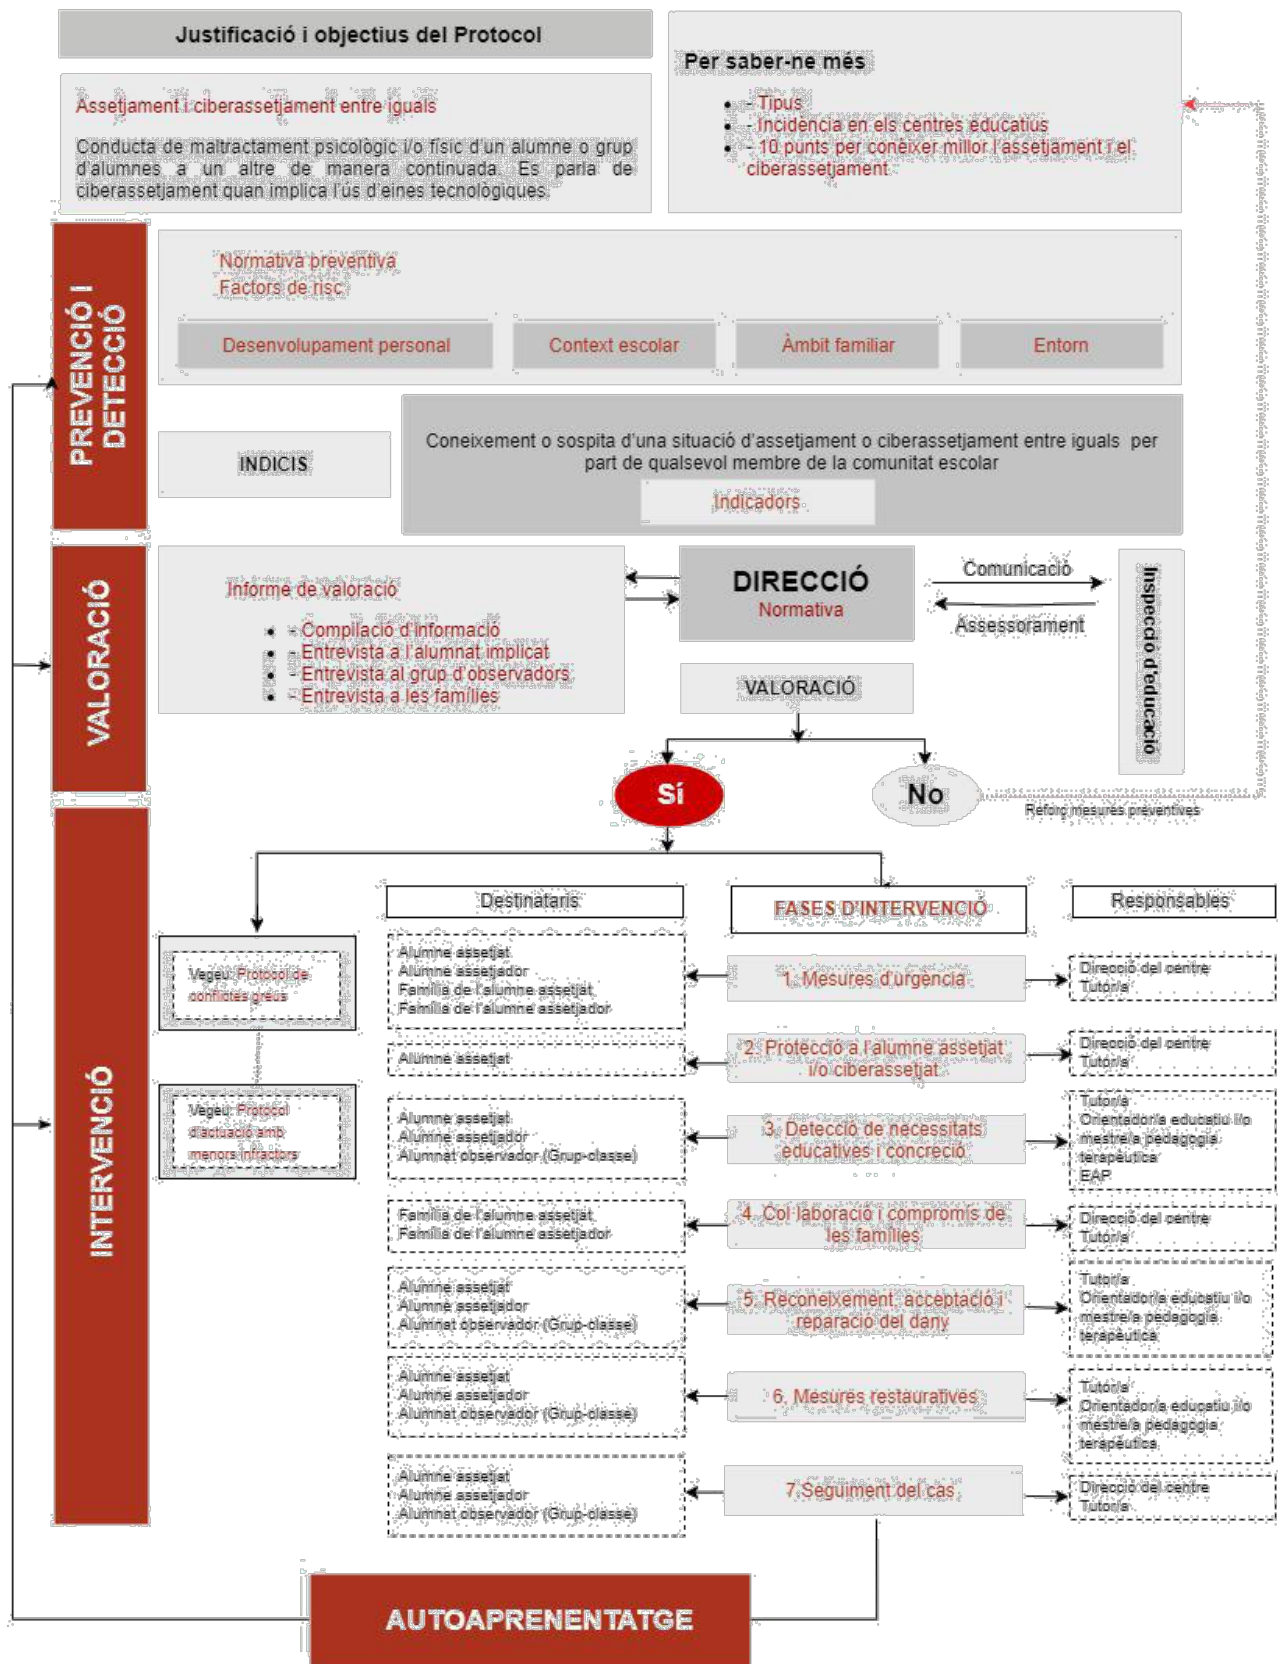 Justificació i objectius del Protocol
Assetjament i ciberassetjament entre iguals
Conducta de maltractament psicològic i/o físic d'un alumne o grup
d'alumnes a un altre de manera continuada. Es parla de
ciberassetjament quan implica l'ús d'eines tecnològiques.
Per saber-ne més
- Tipus
- Incidència en els centres educatius
- 10 punts per conèixer millor l'assetjament i el
ciberassetjament
PREVENCIÓ I
DETECCIÓ
Normativa preventiva
Factors de risc
Desenvolupament personal
Context escolar
Àmbit familiar
Entorn
INDICIS
Coneixement o sospita d'una situació d'assetjament o ciberassetjament entre iguals per
part de qualsevol membre de la comunitat escolar
Indicadors
VALORACIÓ
Informe de valoració
- Compilació d'informació
- Entrevista a l'alumnat implicat
- Entrevista al grup d'observadors
- Entrevista a les famílies
DIRECCIÓ
Normativa
Comunicació
Assessorament
Inspecció d'educació
VALORACIÓ
Sí
No
Reforç mesures preventives
INTERVENCIÓ
Destinataris
FASES D'INTERVENCIÓ
Responsables
Vegeu: Protocol de
conflictes greus
Vegeu: Protocol
d'actuació amb
menors infractors
Alumne assetjat
Alumne assetjador
Família de l'alumne assetjat
Família de l'alumne assetjador
1. Mesures d'urgència
Direcció del centre
Tutor/a
Alumne assetjat
2. Protecció a l'alumne assetjat
i/o ciberassetjat
Direcció del centre
Tutor/a
Alumne assetjat
Alumne assetjador
Alumnat observador (Grup-classe)
3. Detecció de necessitats
educatives i concreció
Tutor/a
Orientador/a educatiu i/o
mestre/a pedagogia
terapèutica
EAP
Família de l'alumne assetjat
Família de l'alumne assetjador
4. Col·laboració i compromís de
les famílies
Direcció del centre
Tutor/a
Alumne assetjat
Alumne assetjador
Alumnat observador (Grup-classe)
5. Reconeixement, acceptació i
reparació del dany
Tutor/a
Orientador/a educatiu i/o
mestre/a pedagogia
terapèutica
Alumne assetjat
Alumne assetjador
Alumnat observador (Grup-classe)
6. Mesures restauratives
Tutor/a
Orientador/a educatiu i/o
mestre/a pedagogia
terapèutica
Alumne assetjat
Alumne assetjador
Alumnat observador (Grup-classe)
7.Seguiment del cas
Direcció del centre
Tutor/a
AUTOAPRENENTATGE